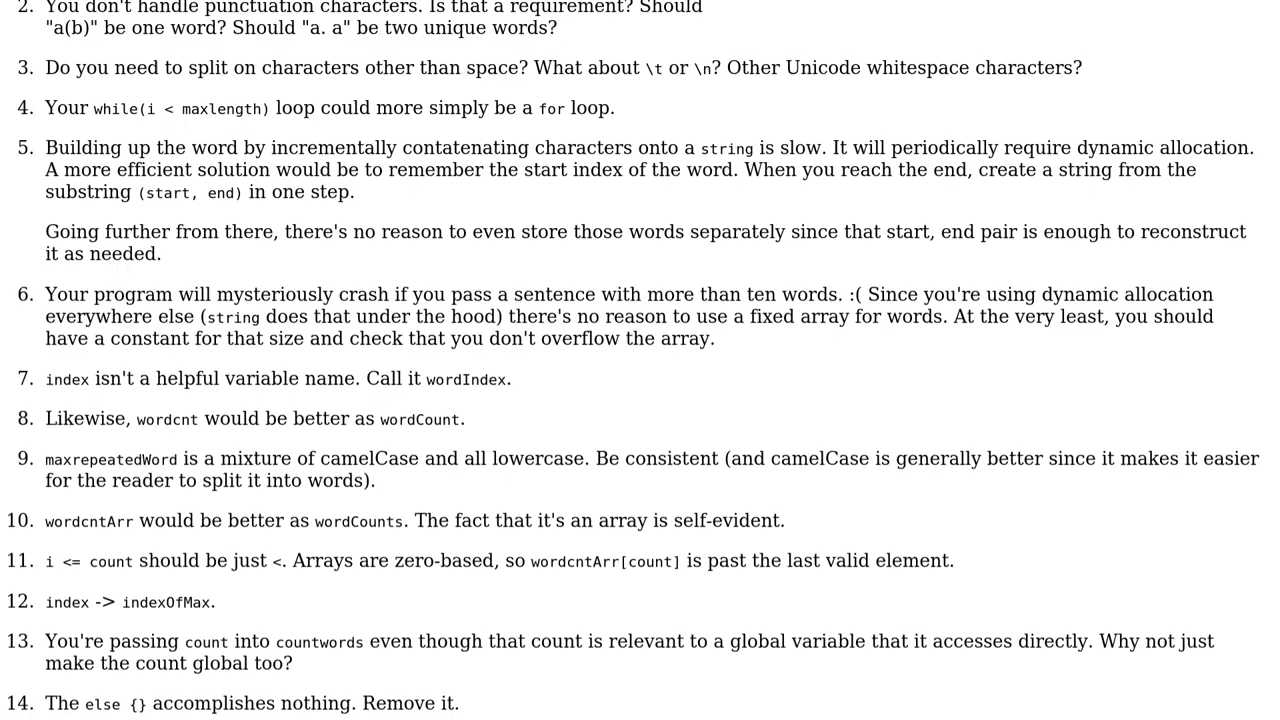 2. You don't handle punctuation characters. Is that a requirement? Should
"a(b)" be one word? Should "a. a" be two unique words?
3. Do you need to split on characters other than space? What about \t or \n? Other Unicode whitespace characters?
4. Your while(i < maxlength) loop could more simply be a for loop.
5. Building up the word by incrementally contatenating characters onto a string is slow. It will periodically require dynamic allocation.
A more efficient solution would be to remember the start index of the word. When you reach the end, create a string from the
substring (start, end) in one step.
Going further from there, there's no reason to even store those words separately since that start, end pair is enough to reconstruct
it as needed.
6. Your program will mysteriously crash if you pass a sentence with more than ten words. :( Since you're using dynamic allocation
everywhere else (string does that under the hood) there's no reason to use a fixed array for words. At the very least, you should
have a constant for that size and check that you don't overflow the array.
7. index isn't a helpful variable name. Call it wordIndex.
8. Likewise, wordcnt would be better as wordCount.
9. maxrepeatedWord is a mixture of camelCase and all lowercase. Be consistent (and camelCase is generally better since it makes it easier
for the reader to split it into words).
10. wordcntArr would be better as wordCounts. The fact that it's an array is self-evident.
11. i <= count should be just <. Arrays are zero-based, so wordcntArr[count] is past the last valid element.
12. index -> indexOfMax.
13. You're passing count into countwords even though that count is relevant to a global variable that it accesses directly. Why not just
make the count global too?
14. The else {} accomplishes nothing. Remove it.